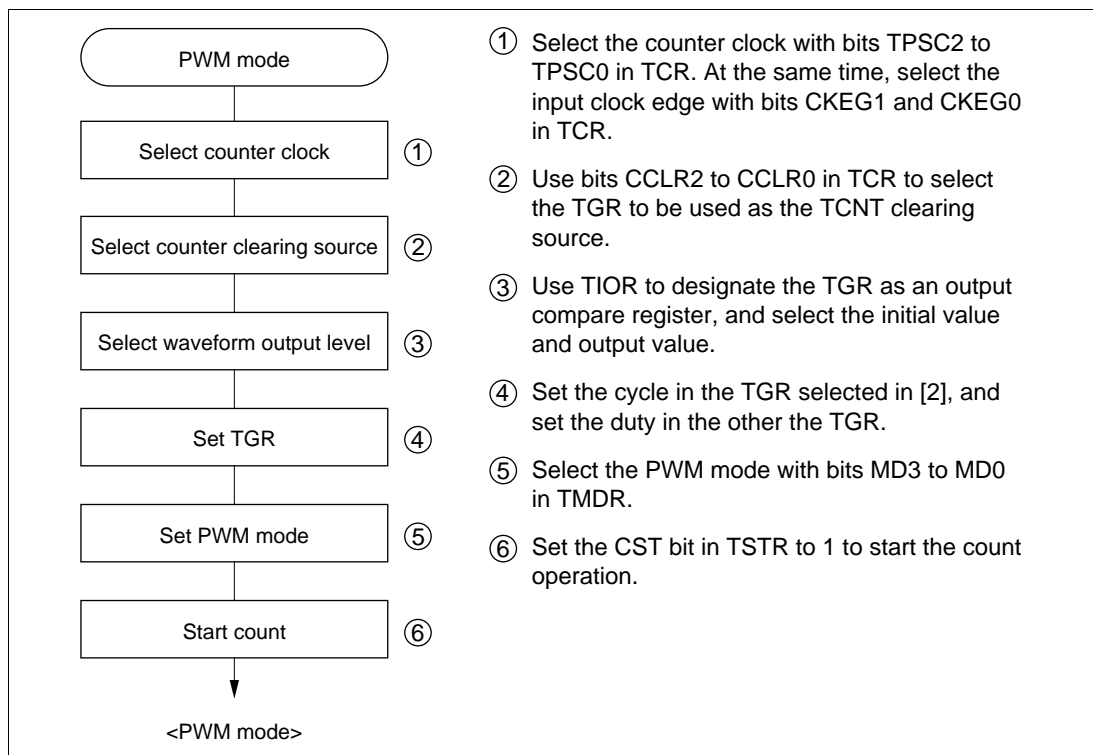 PWM mode
Select counter clock
①
Select counter clearing source
②
Select waveform output level
③
Set TGR
④
Set PWM mode
⑤
Start count
⑥
<PWM mode>
① Select the counter clock with bits TPSC2 to
TPSC0 in TCR. At the same time, select the
input clock edge with bits CKEG1 and CKEG0
in TCR.
② Use bits CCLR2 to CCLR0 in TCR to select
the TGR to be used as the TCNT clearing
source.
③ Use TIOR to designate the TGR as an output
compare register, and select the initial value
and output value.
④ Set the cycle in the TGR selected in [2], and
set the duty in the other the TGR.
⑤ Select the PWM mode with bits MD3 to MD0
in TMDR.
⑥ Set the CST bit in TSTR to 1 to start the count
operation.